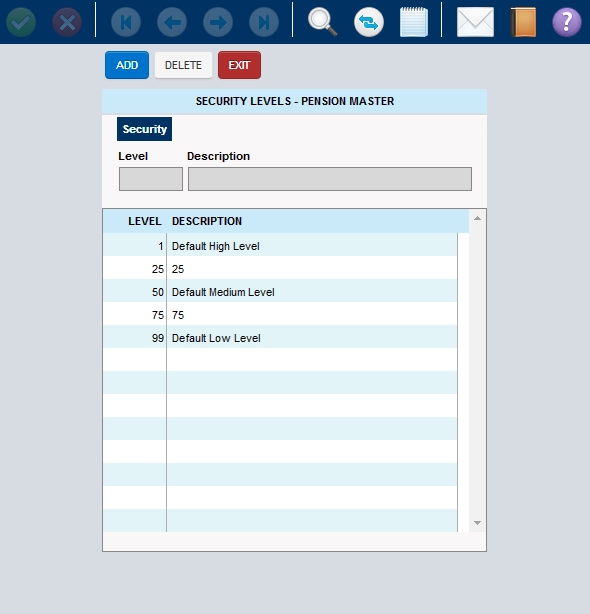 ?
ADD DELETE EXIT
SECURITY LEVELS - PENSION MASTER
Security
Level Description
LEVEL DESCRIPTION
1 Default High Level
25 25
50 Default Medium Level
75 75
99 Default Low Level